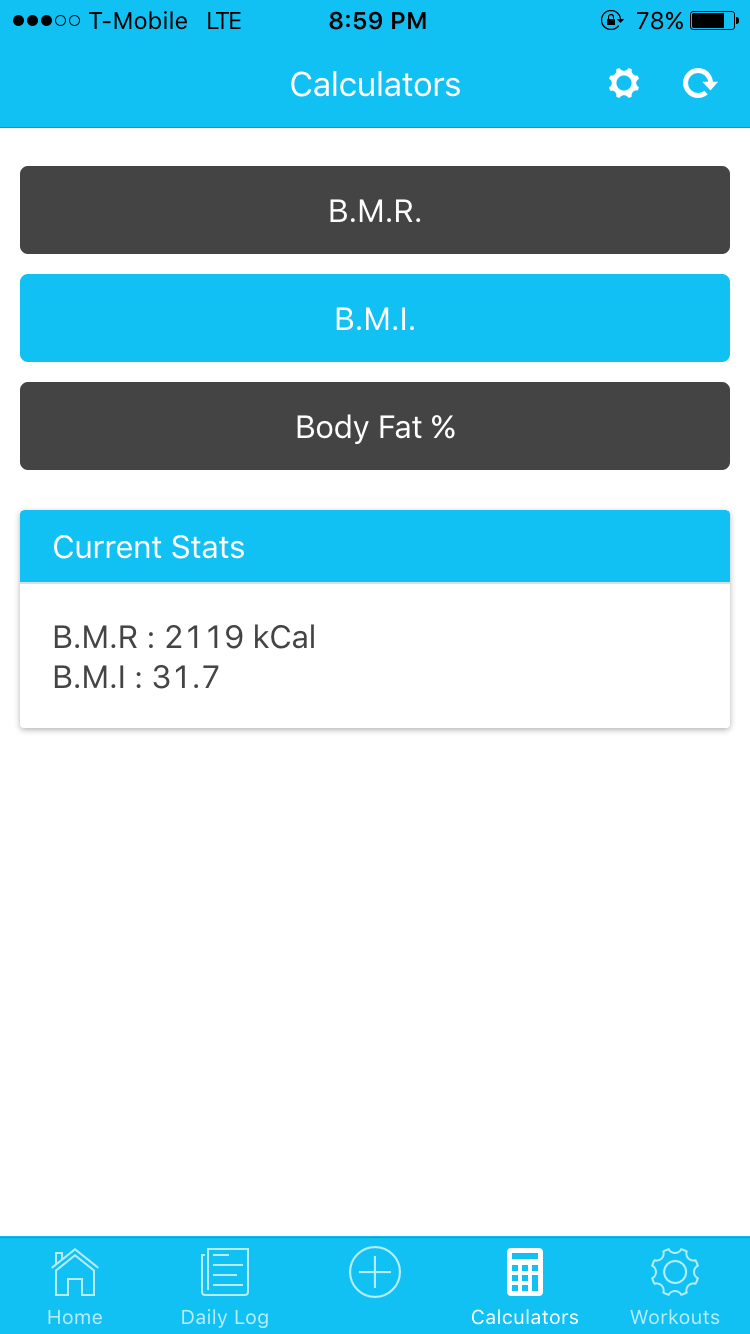 T-Mobile LTE 8:59 PM 78%
Calculators
B.M.R.
B.M.I.
Body Fat %
Current Stats
B.M.R : 2119 kCal
B.M.I : 31.7
Home Daily Log Calculators Workouts